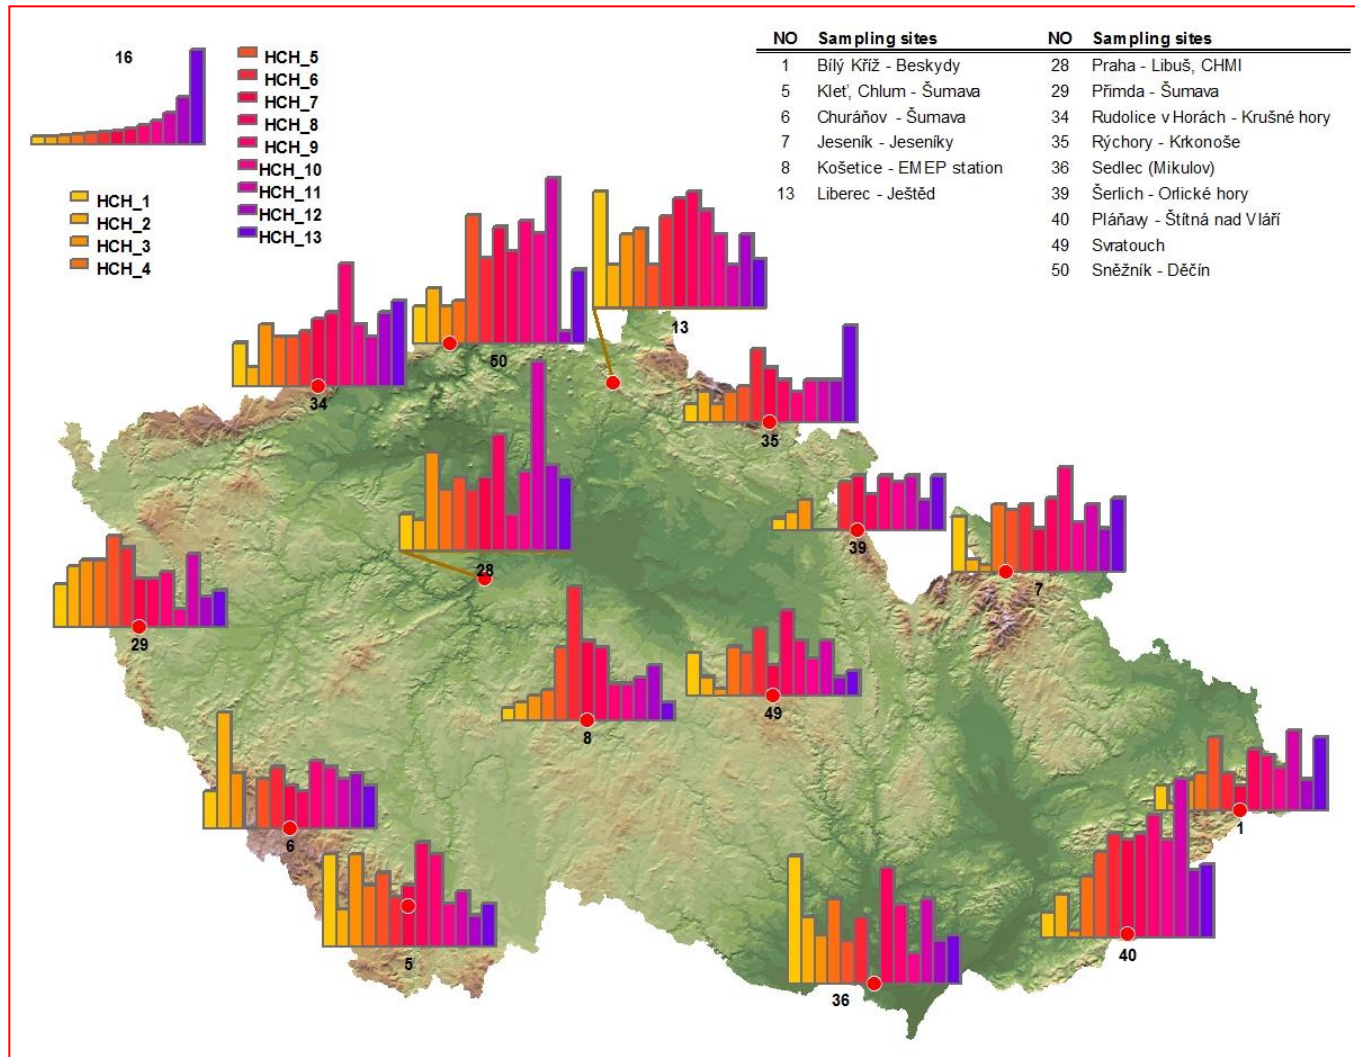 16
HCH_1
HCH_2
HCH_3
HCH_4
HCH_5
HCH_6
HCH_7
HCH_8
HCH_9
HCH_10
HCH_11
HCH_12
HCH_13
NO Sampling sites
1 Bílý Kříž - Beskydy
5 Kleť, Chlum - Šumava
6 Churáňov - Šumava
7 Jeseník - Jeseníky
8 Košetice - EMEP station
13 Liberec - Ještěd
NO Sampling sites
28 Praha - Libuš, CHMI
29 Přimda - Šumava
34 Rudolice v Horách - Krušné hory
35 Rýchory - Krkonoše
36 Sedlec (Mikulov)
39 Šerlich - Orlické hory
40 Pláňawy - Štítná nad Vláří
49 Svratouch
50 Sněžník - Děčín
13
50
34
35
39
28
7
29
49
8
1
6
40
5
36